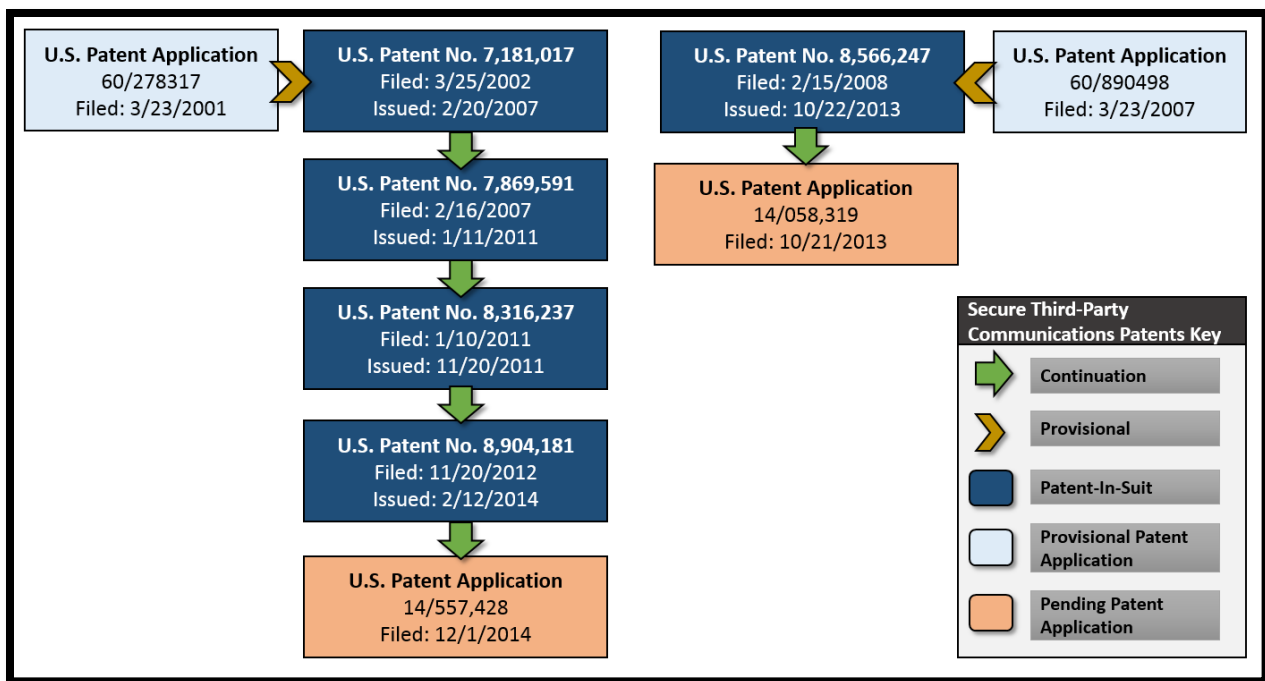 U.S. Patent Application
60/278317
Filed: 3/23/2001
U.S. Patent No. 7,181,017
Filed: 3/25/2002
Issued: 2/20/2007
U.S. Patent No. 7,869,591
Filed: 2/16/2007
Issued: 1/11/2011
U.S. Patent No. 8,316,237
Filed: 1/10/2011
Issued: 11/20/2011
U.S. Patent No. 8,904,181
Filed: 11/20/2012
Issued: 2/12/2014
U.S. Patent Application
14/557,428
Filed: 12/1/2014
U.S. Patent No. 8,566,247
Filed: 2/15/2008
Issued: 10/22/2013
U.S. Patent Application
60/890498
Filed: 3/23/2007
U.S. Patent Application
14/058,319
Filed: 10/21/2013
Secure Third-Party
Communications Patents Key
Continuation
Provisional
Patent-In-Suit
Provisional Patent
Application
Pending Patent
Application